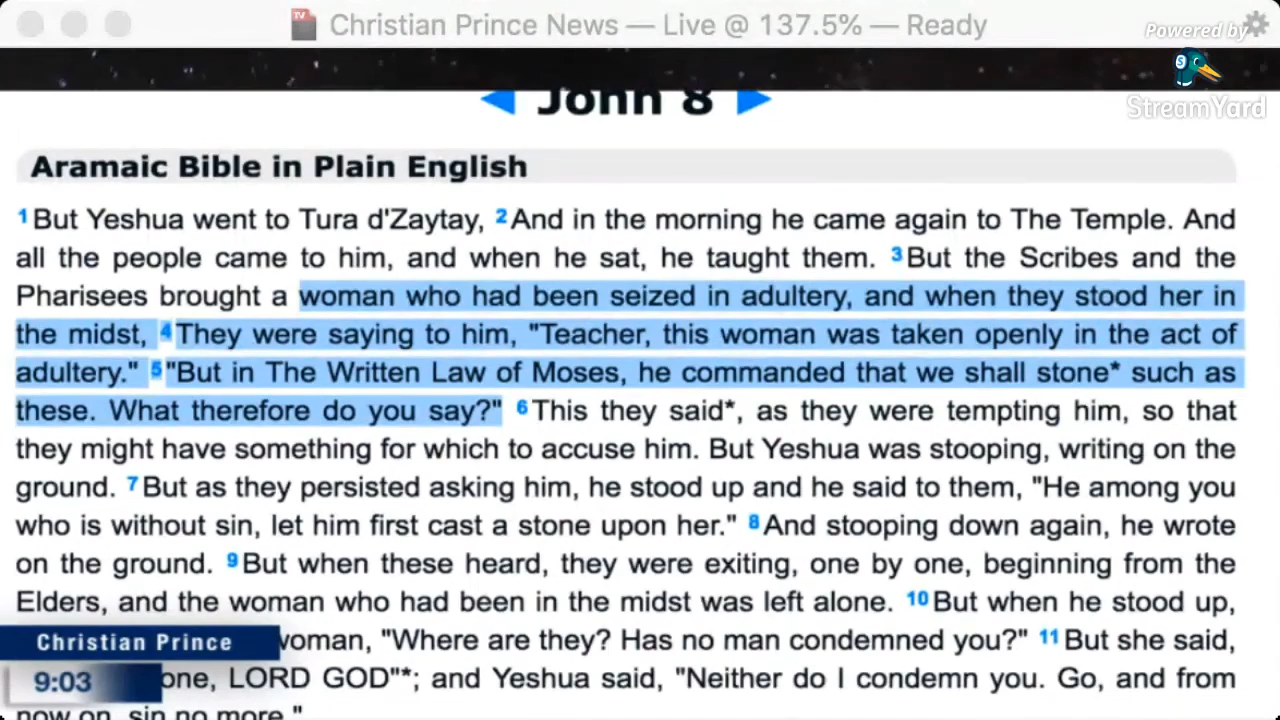 Christian Prince News — Live @ 137.5% — Ready
Powered by
StreamYard
John 8
Aramaic Bible in Plain English
1 But Yeshua went to Tura d'Zaytay, 2 And in the morning he came again to The Temple. And
all the people came to him, and when he sat, he taught them. 3 But the Scribes and the
Pharisees brought a woman who had been seized in adultery, and when they stood her in
the midst, 4 They were saying to him, "Teacher, this woman was taken openly in the act of
adultery." 5 "But in The Written Law of Moses, he commanded that we shall stone* such as
these. What therefore do you say?" 6 This they said*, as they were tempting him, so that
they might have something for which to accuse him. But Yeshua was stooping, writing on the
ground. 7 But as they persisted asking him, he stood up and he said to them, "He among you
who is without sin, let him first cast a stone upon her." 8 And stooping down again, he wrote
on the ground. 9 But when these heard, they were exiting, one by one, beginning from the
Elders, and the woman who had been in the midst was left alone. 10 But when he stood up,
woman, "Where are they? Has no man condemned you?" 11 But she said,
one, LORD GOD"*; and Yeshua said, "Neither do I condemn you. Go, and from
now on, sin no more."
Christian Prince
9:03